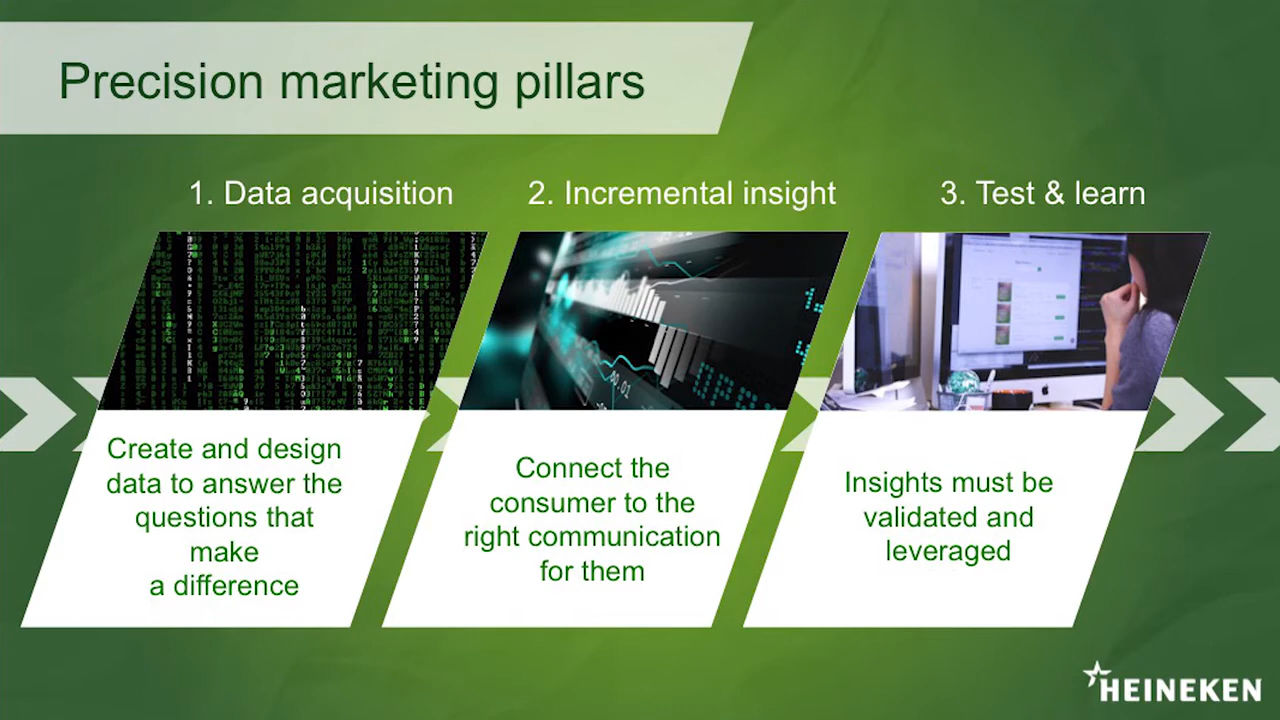 Precision marketing pillars
1. Data acquisition
2. Incremental insight
3. Test & learn
Create and design
data to answer the
questions that
make
a difference
Connect the
consumer to the
right communication
for them
Insights must be
validated and
leveraged
HEINEKEN